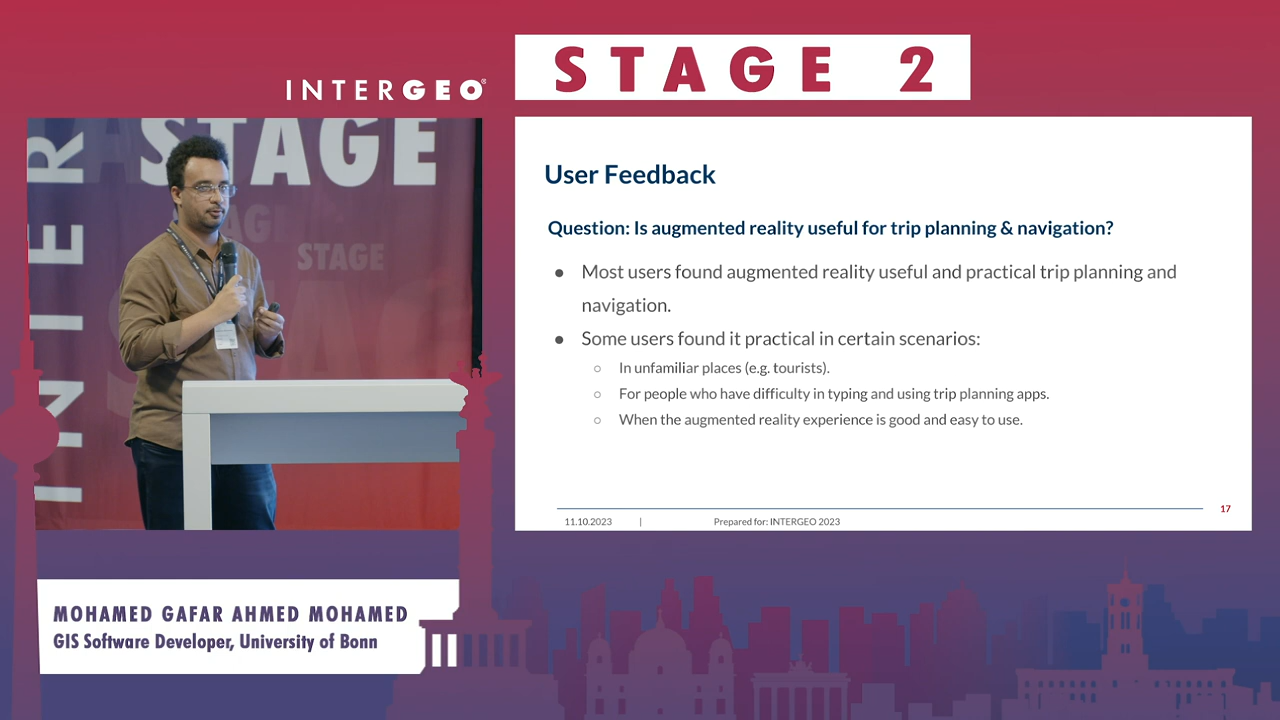 STAGE 2
INTERGEO®
INTER
STAGE
STAGE
User Feedback
Question: Is augmented reality useful for trip planning & navigation?
● Most users found augmented reality useful and practical trip planning and
navigation.
● Some users found it practical in certain scenarios:
○ In unfamiliar places (e.g. tourists).
○ For people who have difficulty in typing and using trip planning apps.
○ When the augmented reality experience is good and easy to use.
11.10.2023 | Prepared for: INTERGEO 2023
17
MOHAMED GAFAR AHMED MOHAMED
GIS Software Developer, University of Bonn